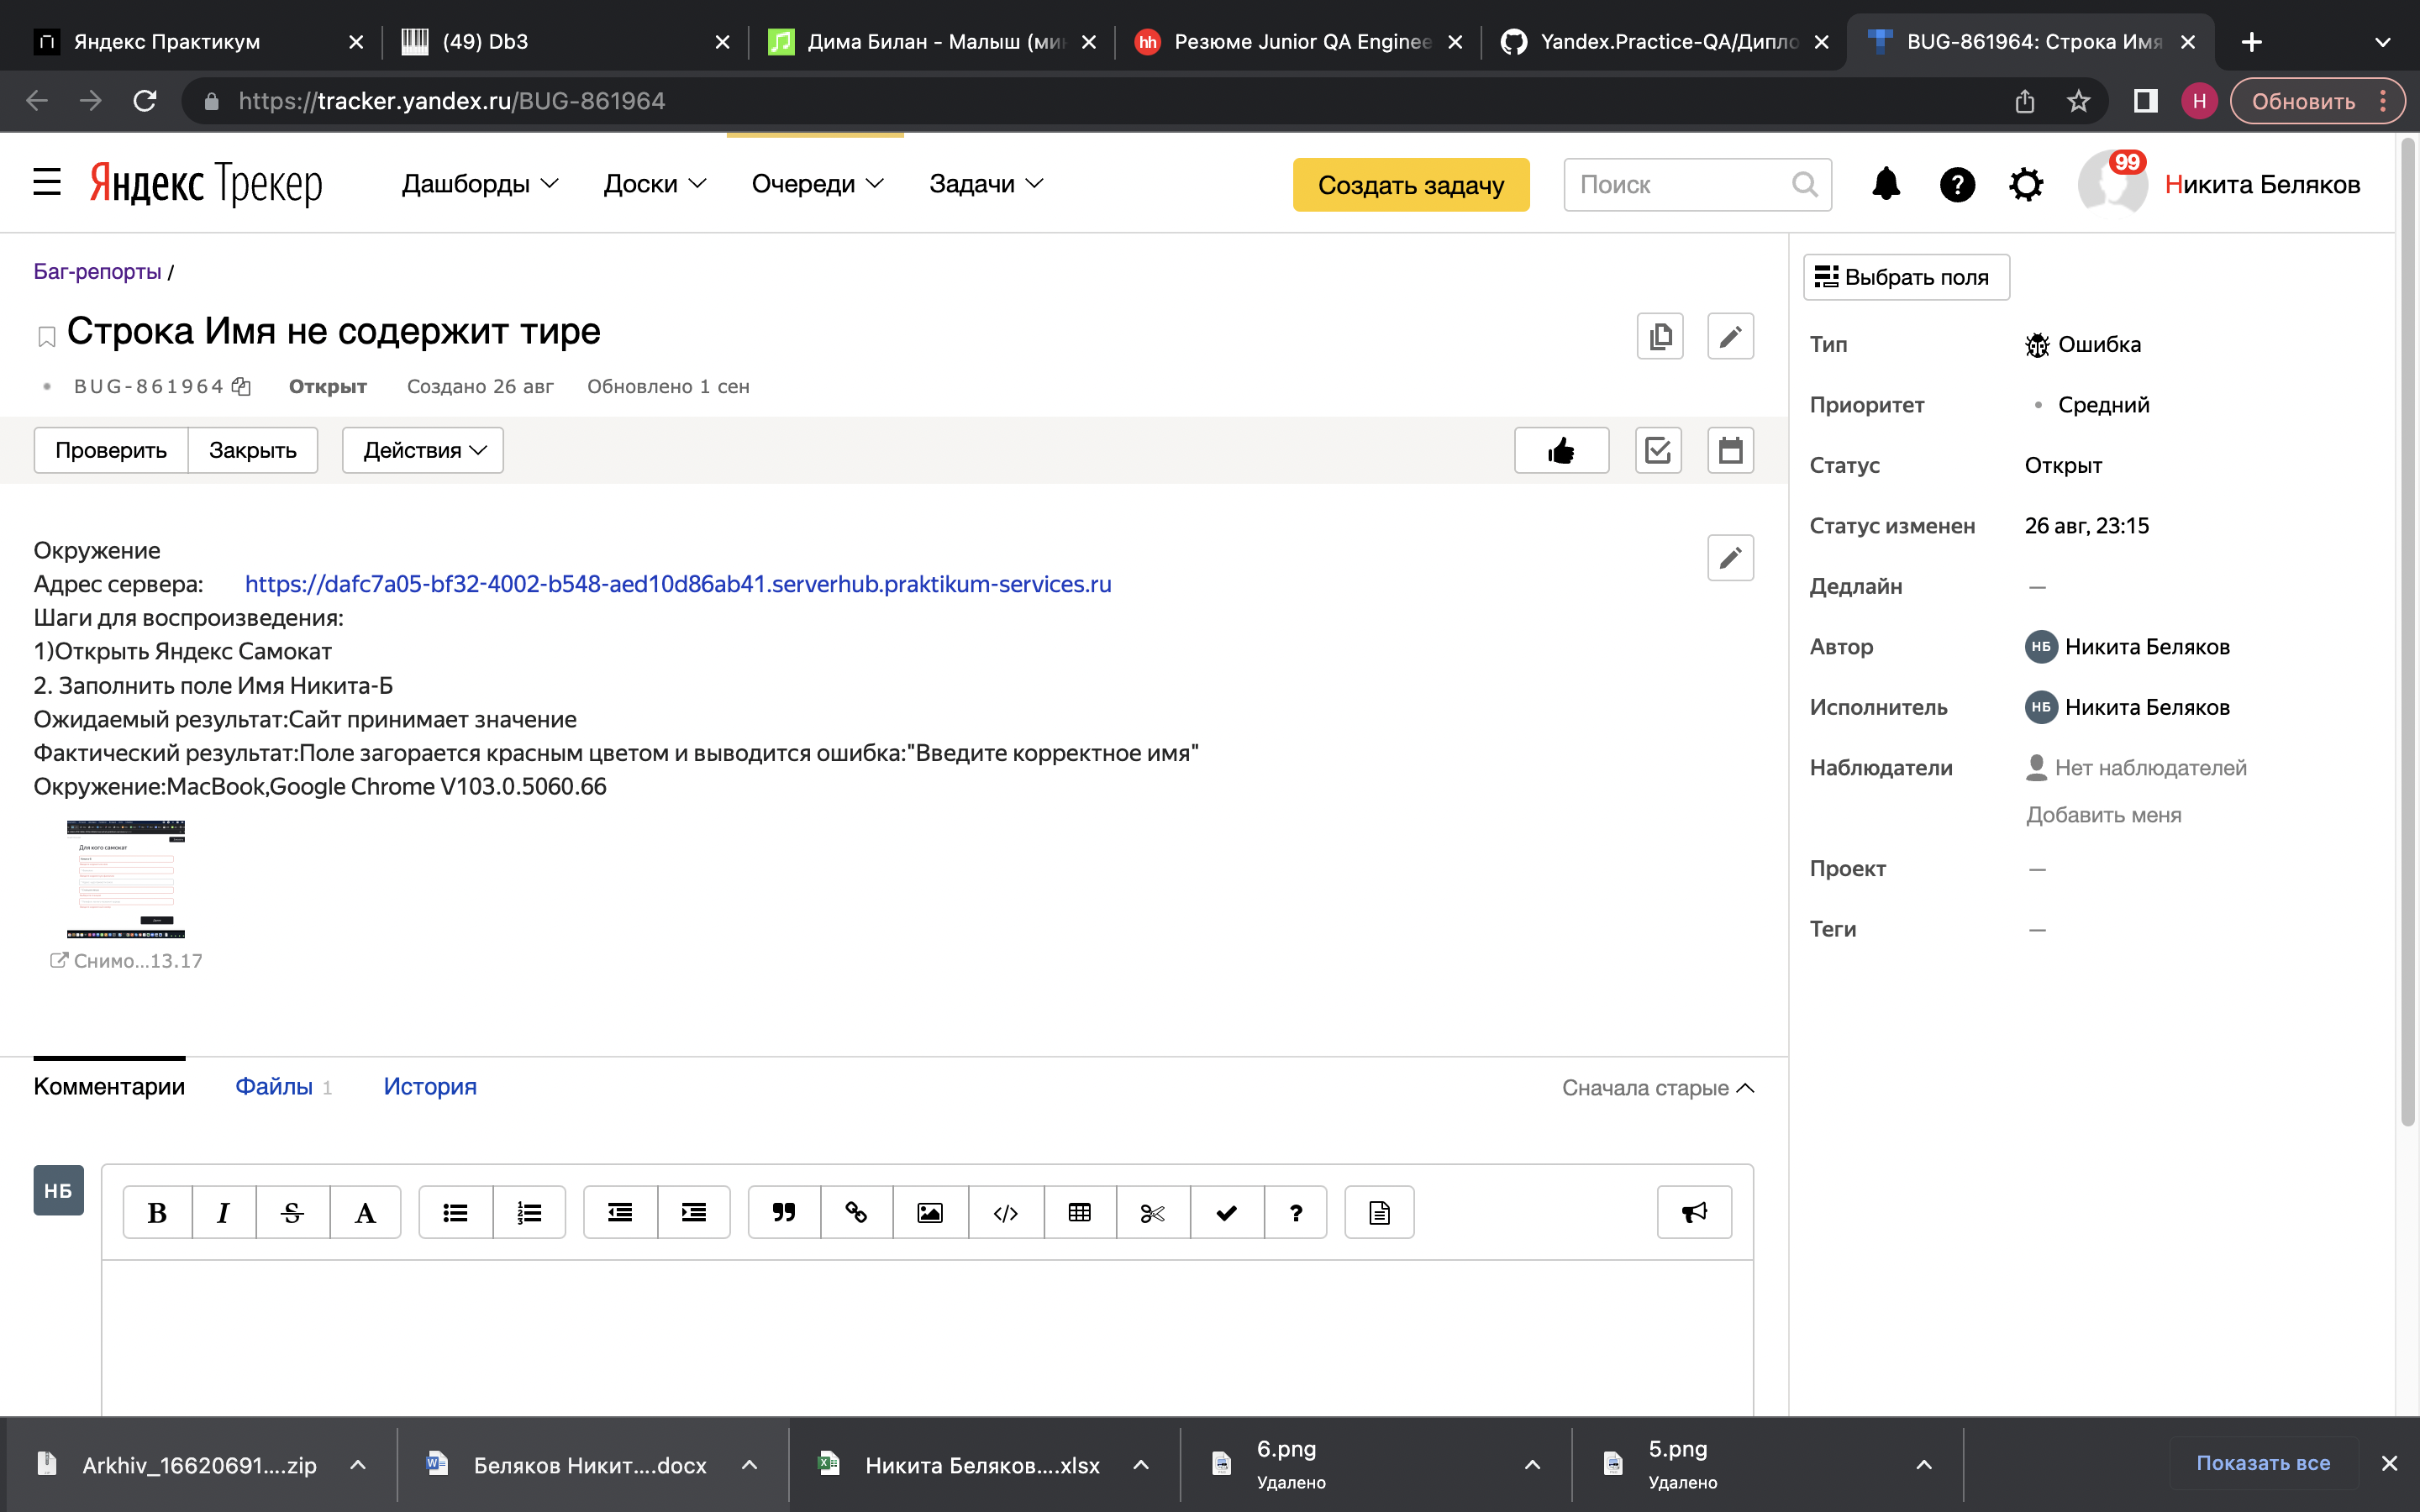 Яндекс Практикум
(49) Db3
Дима Билан - Малыш (мин
hh Резюме Junior QA Enginee
Yandex.Practice-QA/Дипло
BUG-861964: Строка Имя
https://tracker.yandex.ru/BUG-861964
Н
Обновить
Яндекс Трекер
Дашборды
Доски
Очереди
Задачи
Создать задачу
Поиск
99
Никита Беляков
Баг-репорты /
Строка Имя не содержит тире
BUG-861964
Открыт
Создано 26 авг
Обновлено 1 сен
Проверить
Закрыть
Действия
Окружение
Адрес сервера: https://dafc7a05-bf32-4002-b548-aed10d86ab41.serverhub.praktikum-services.ru
Шаги для воспроизведения:
1)Открыть Яндекс Самокат
2. Заполнить поле Имя Никита-Б
Ожидаемый результат:Сайт принимает значение
Фактический результат:Поле загорается красным цветом и выводится ошибка:"Введите корректное имя"
Окружение:MacBook,Google Chrome V103.0.5060.66
Для кого самокат
Снимо...13.17
Выбрать поля
Тип Ошибка
Приоритет Средний
Статус Открыт
Статус изменен 26 авг, 23:15
Дедлайн —
Автор НБ Никита Беляков
Исполнитель НБ Никита Беляков
Наблюдатели Нет наблюдателей
Добавить меня
Проект —
Теги —
Комментарии
Файлы 1
История
Сначала старые
НБ
B I S A
Arkhiv_16620691....zip
Беляков Никит....docx
Никита Беляков....xlsx
6.png
Удалено
5.png
Удалено
Показать все